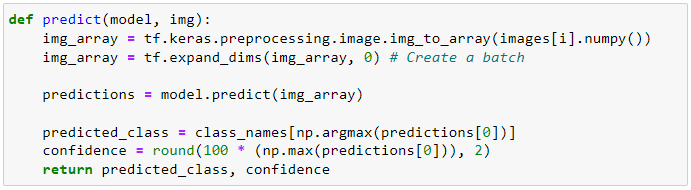 def predict(model, img):
    img_array = tf.keras.preprocessing.image.img_to_array(images[i].numpy())
    img_array = tf.expand_dims(img_array, 0) # Create a batch

    predictions = model.predict(img_array)

    predicted_class = class_names[np.argmax(predictions[0])]
    confidence = round(100 * (np.max(predictions[0])), 2)
    return predicted_class, confidence